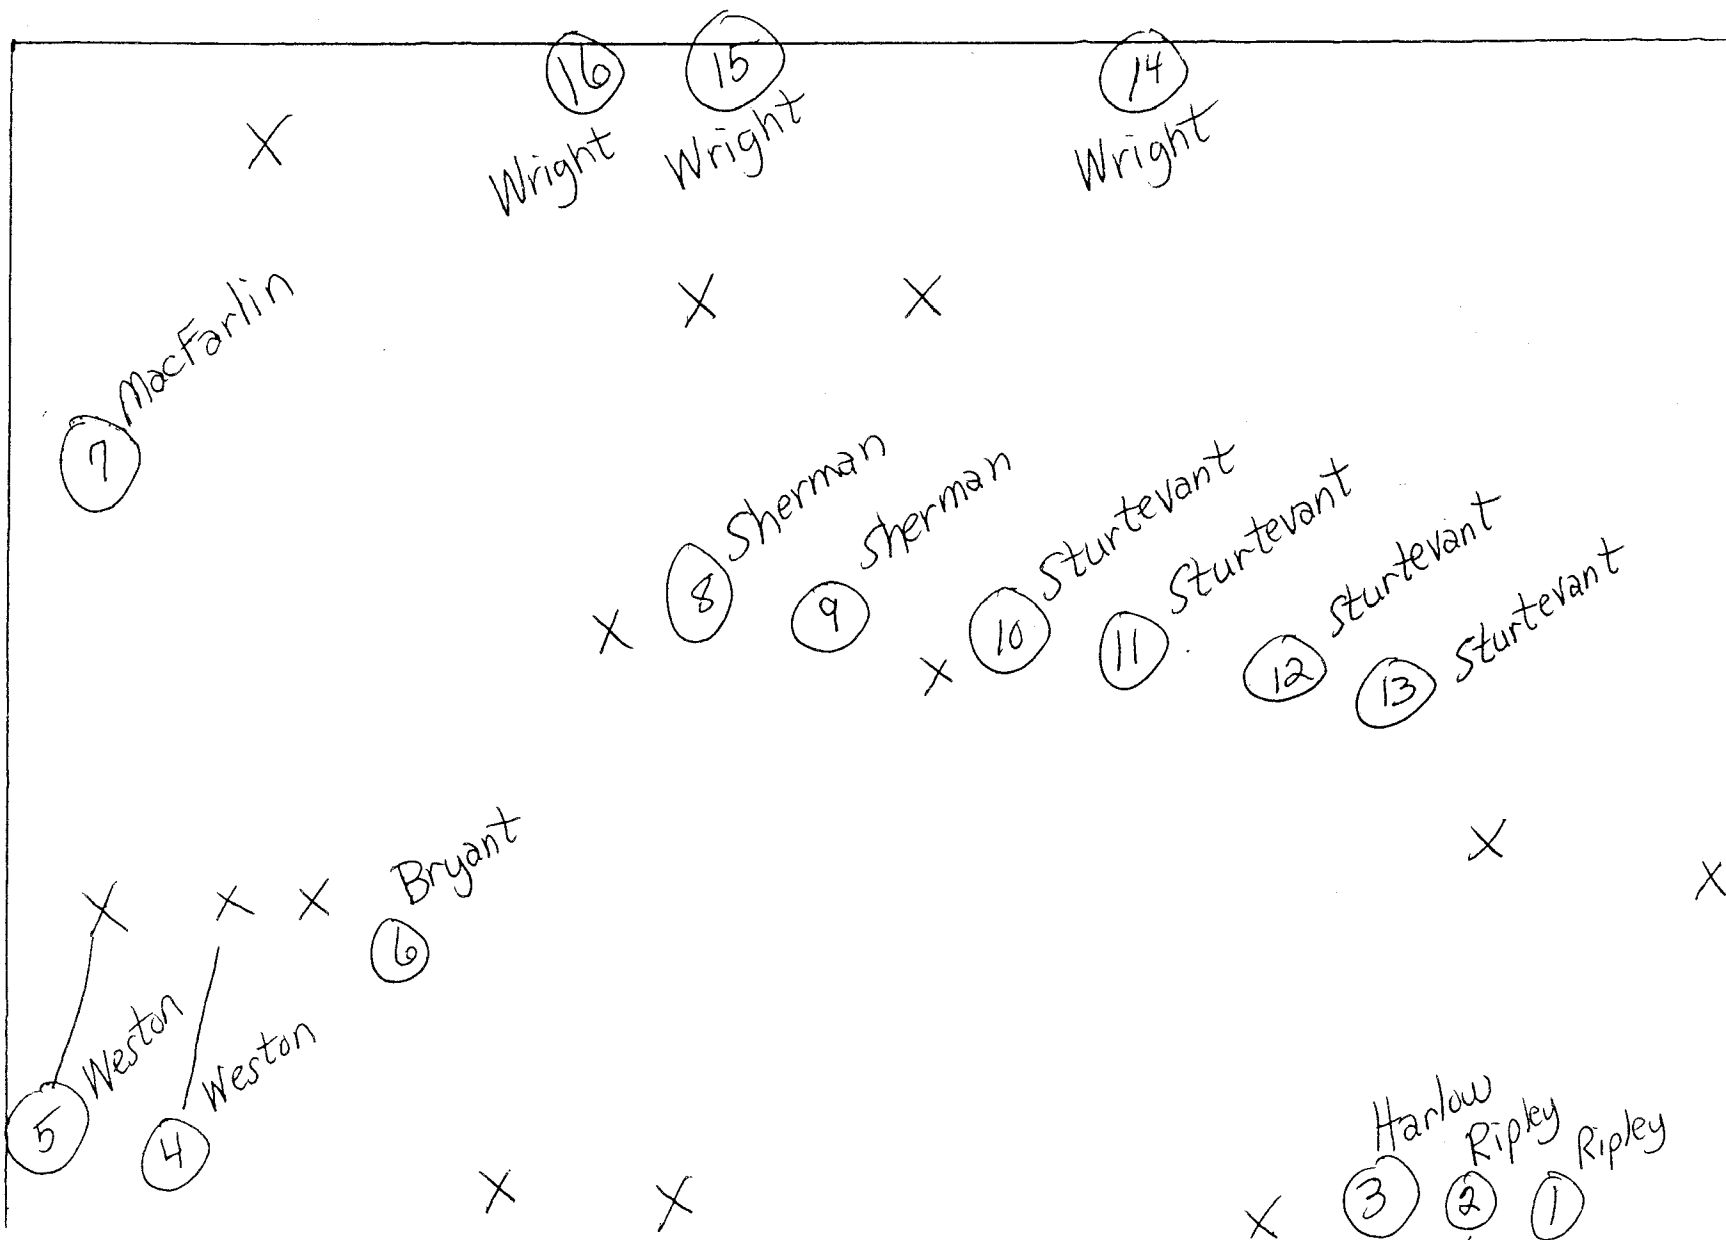 16 15 14
Wright Wright Wright
X
MacFarlin
X X
7
Sherman Sherman Sturtevant Sturtevant Sturtevant Sturtevant
X 8 9 X 10 11 12 13
Bryant
X X
X X X
6
Weston Weston
5 4
Harlow Ripley Ripley
X X X 3 2 1